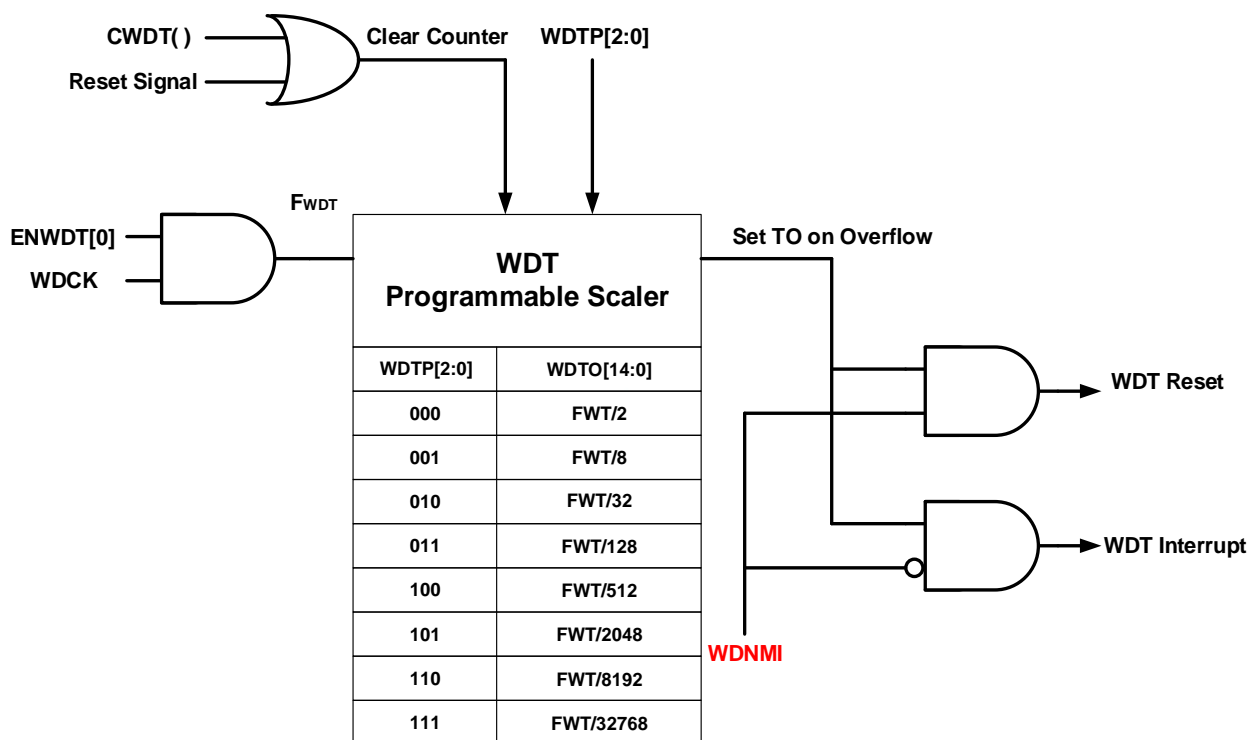 CWDT( )
Reset Signal
Clear Counter
WDTP[2:0]
ENWDT[0]
WDCK
FWDT
WDT
Programmable Scaler
Set TO on Overflow
WDTP[2:0] WDTO[14:0]
000 FWT/2
001 FWT/8
010 FWT/32
011 FWT/128
100 FWT/512
101 FWT/2048
110 FWT/8192
111 FWT/32768
WDT Reset
WDT Interrupt
WDNMI